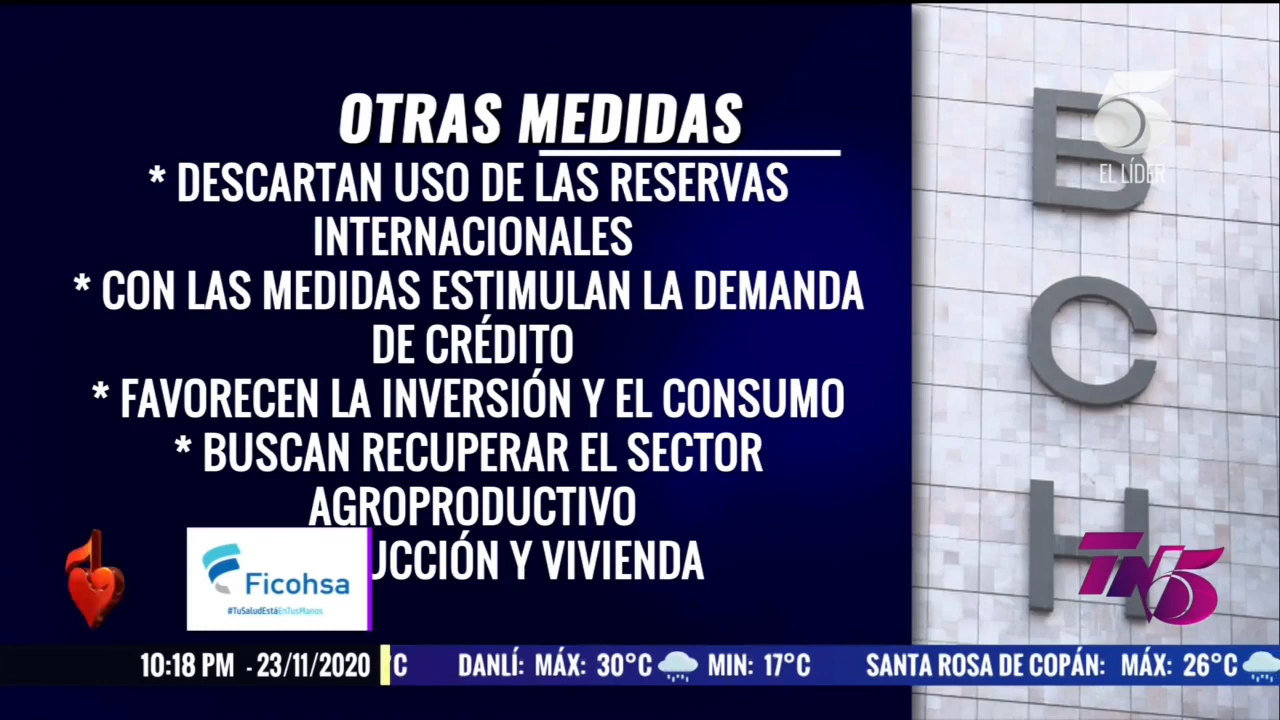 OTRAS MEDIDAS
* DESCARTAN USO DE LAS RESERVAS
INTERNACIONALES
* CON LAS MEDIDAS ESTIMULAN LA DEMANDA
DE CRÉDITO
* FAVORECEN LA INVERSIÓN Y EL CONSUMO
* BUSCAN RECUPERAR EL SECTOR
AGROPRODUCTIVO
UCCIÓN Y VIVIENDA
B
C
H
5
EL LÍDER
Ficohsa
#TuSaludEstáEnTusManos
TN5
10:18 PM - 23/11/2020
°C DANLÍ: MÁX: 30°C MIN: 17°C SANTA ROSA DE COPÁN: MÁX: 26°C